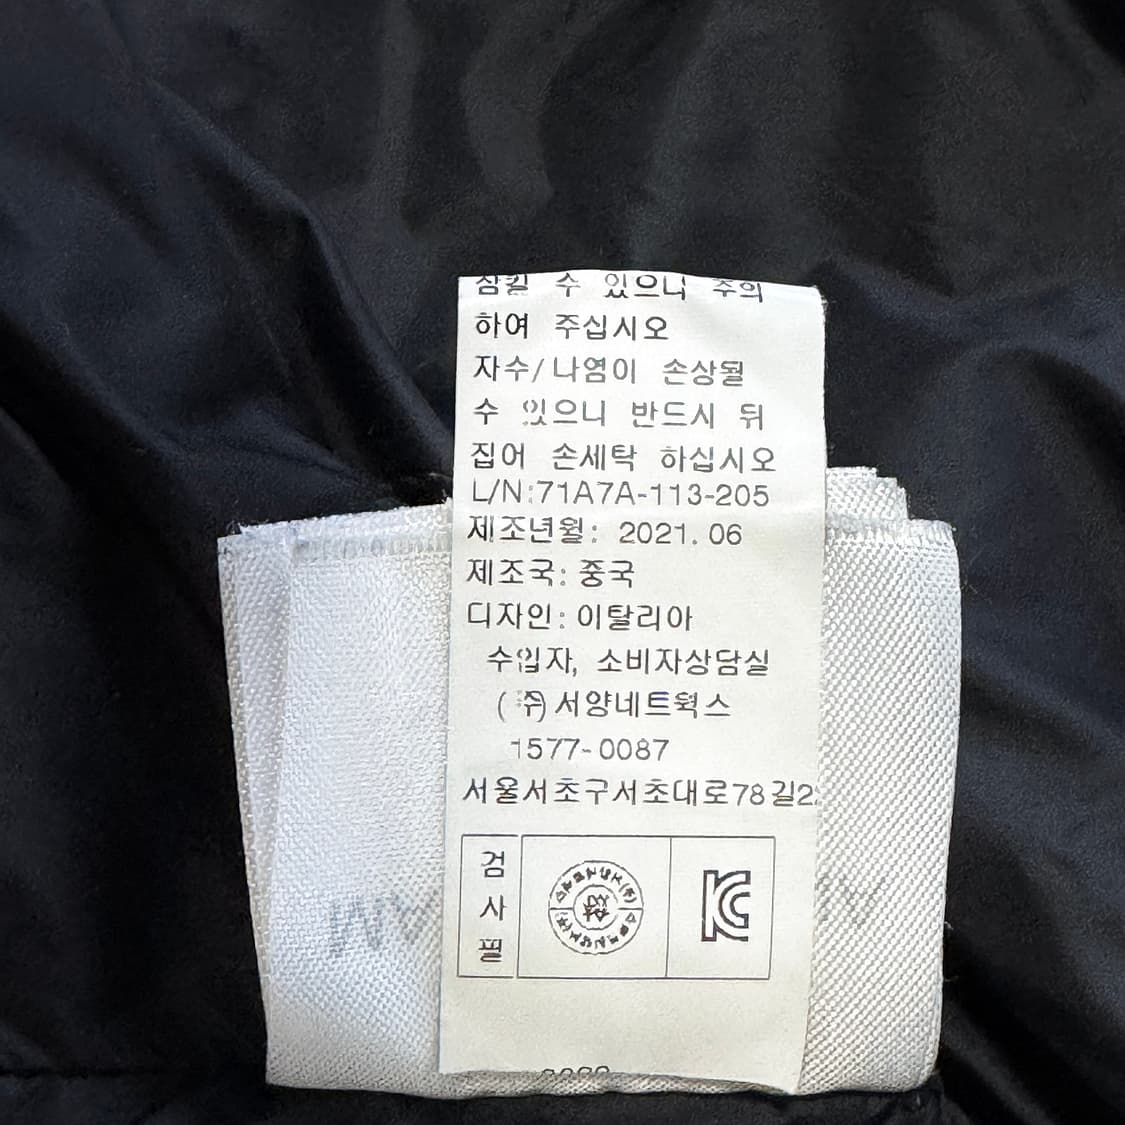 삼킬 수 있으니 주의
하여 주십시오
자수/나염이 손상될
수 있으니 반드시 뒤
집어 손세탁 하십시오
L/N:71A7A-113-205
제조년월: 2021.06
제조국: 중국
디자인: 이탈리아
수입자, 소비자상담실
(주)서양네트웍스
1577-0087
서울서초구서초대로78길22
검
사
필